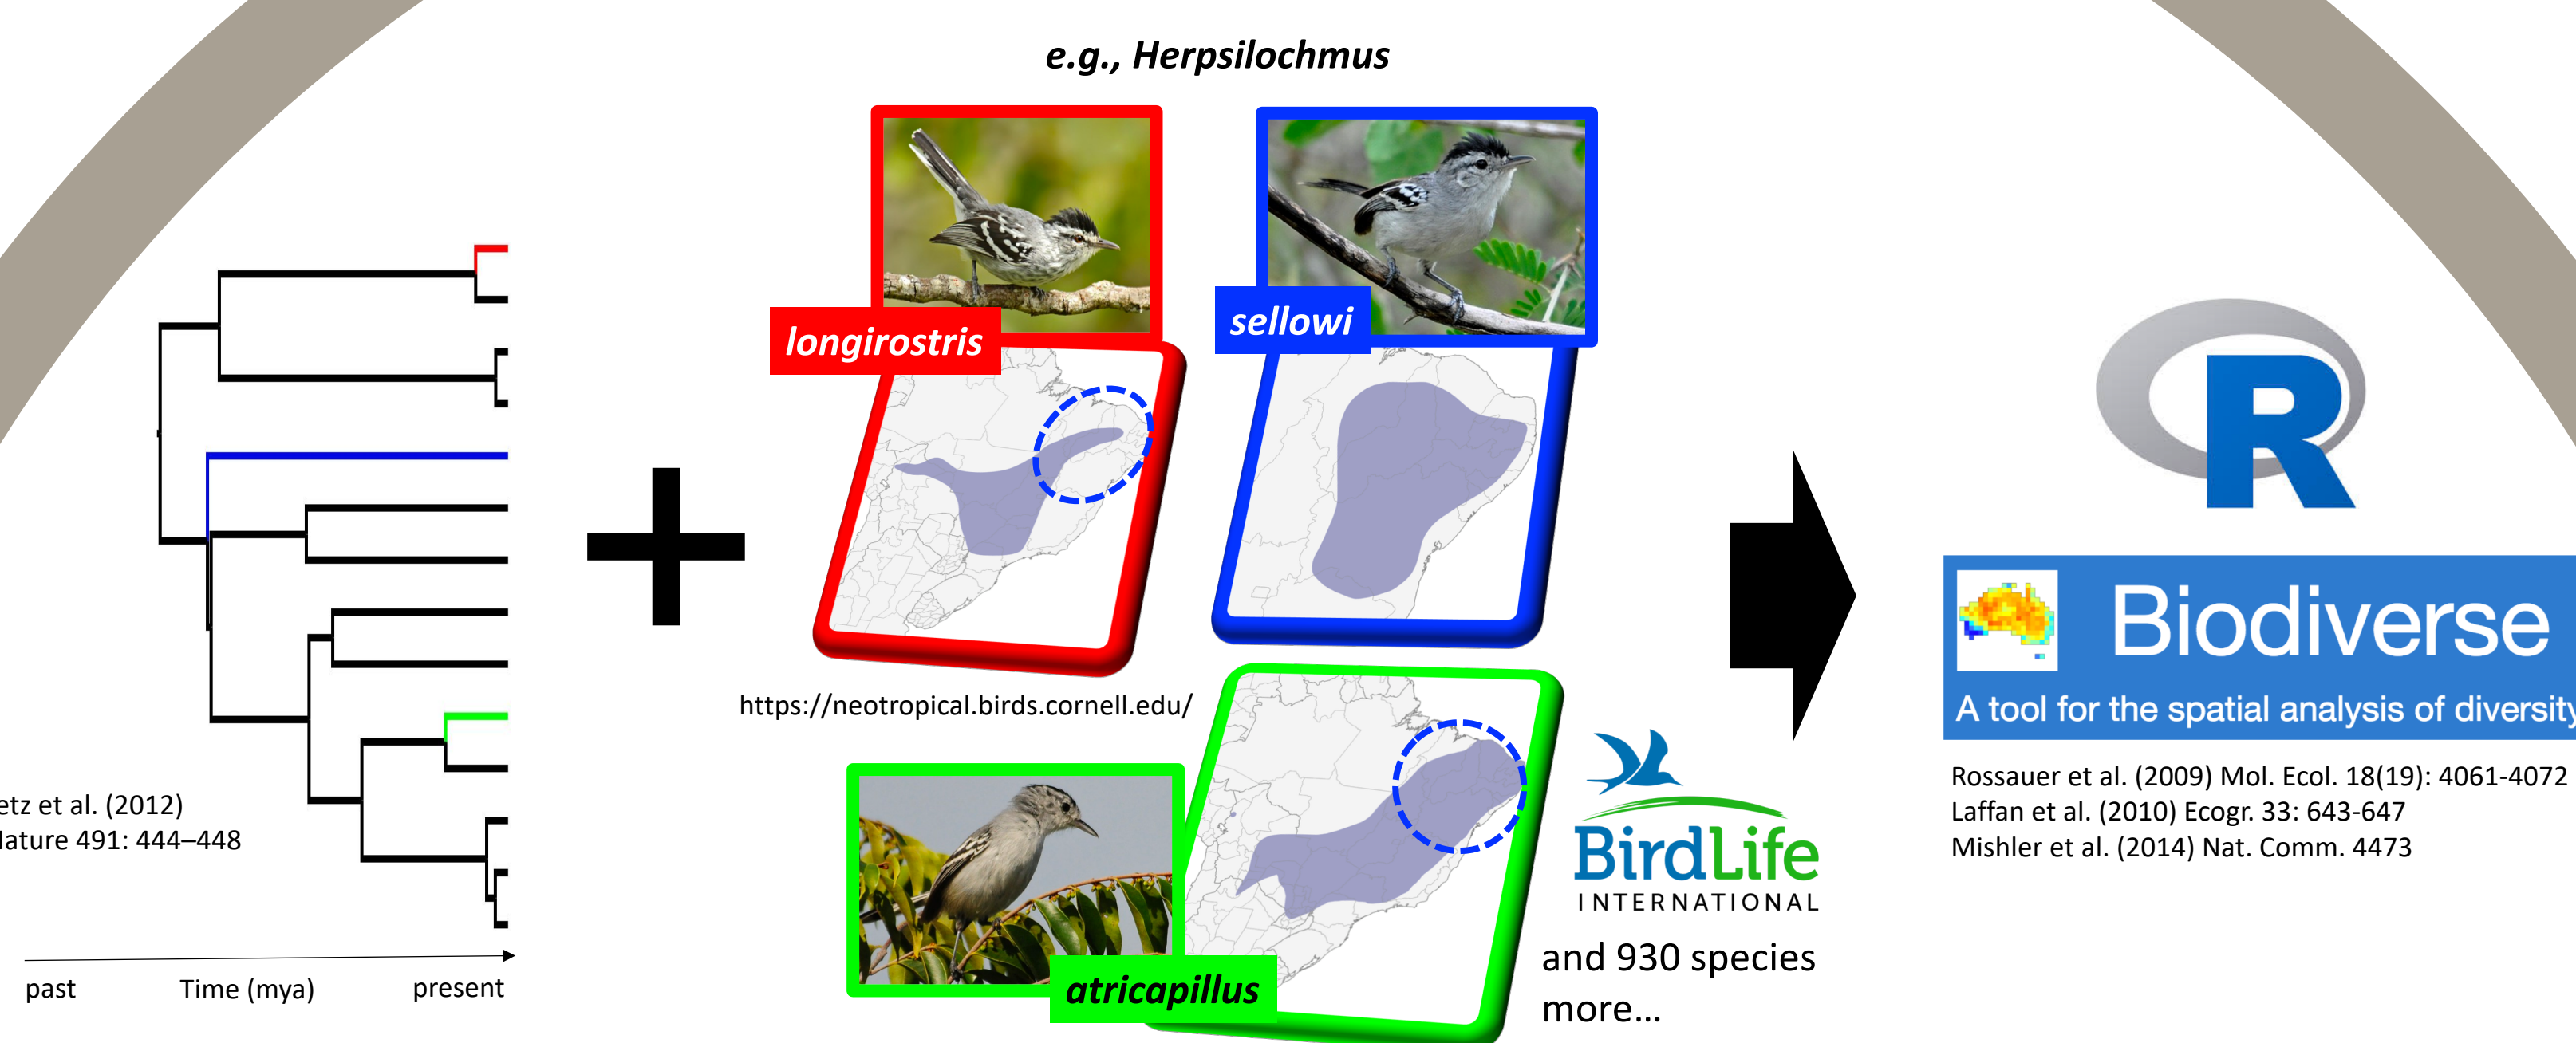 e.g., Herpsilochmus
longirostris
sellowi
https://neotropical.birds.cornell.edu/
atricapillus
BirdLife
INTERNATIONAL
and 930 species
more...
etz et al. (2012)
ature 491: 444–448
past Time (mya) present
R
Biodiverse
A tool for the spatial analysis of diversity
Rossauer et al. (2009) Mol. Ecol. 18(19): 4061-4072
Laffan et al. (2010) Ecogr. 33: 643-647
Mishler et al. (2014) Nat. Comm. 4473